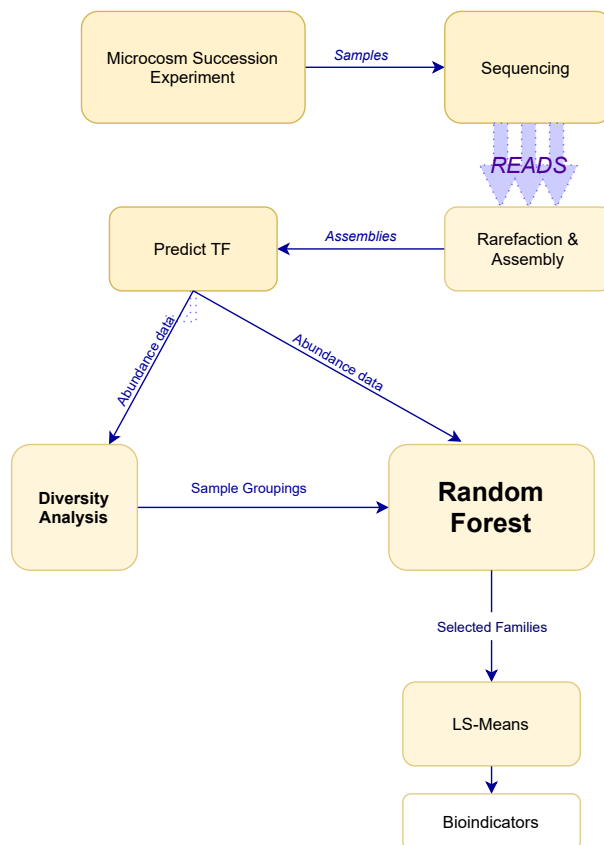 Microcosm Succession
Experiment
Samples
Sequencing
READS
Predict TF
Assemblies
Rarefaction &
Assembly
Abundance data
Abundance data
Diversity
Analysis
Sample Groupings
Random
Forest
Selected Families
LS-Means
Bioindicators